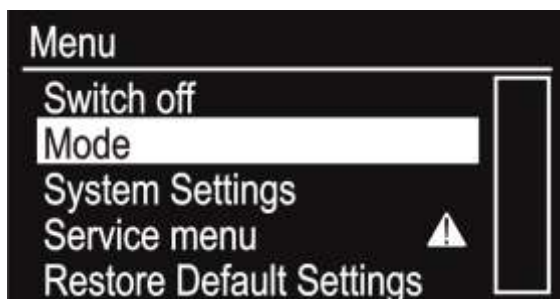 Menu
Switch off
Mode
System Settings
Service menu
Restore Default Settings